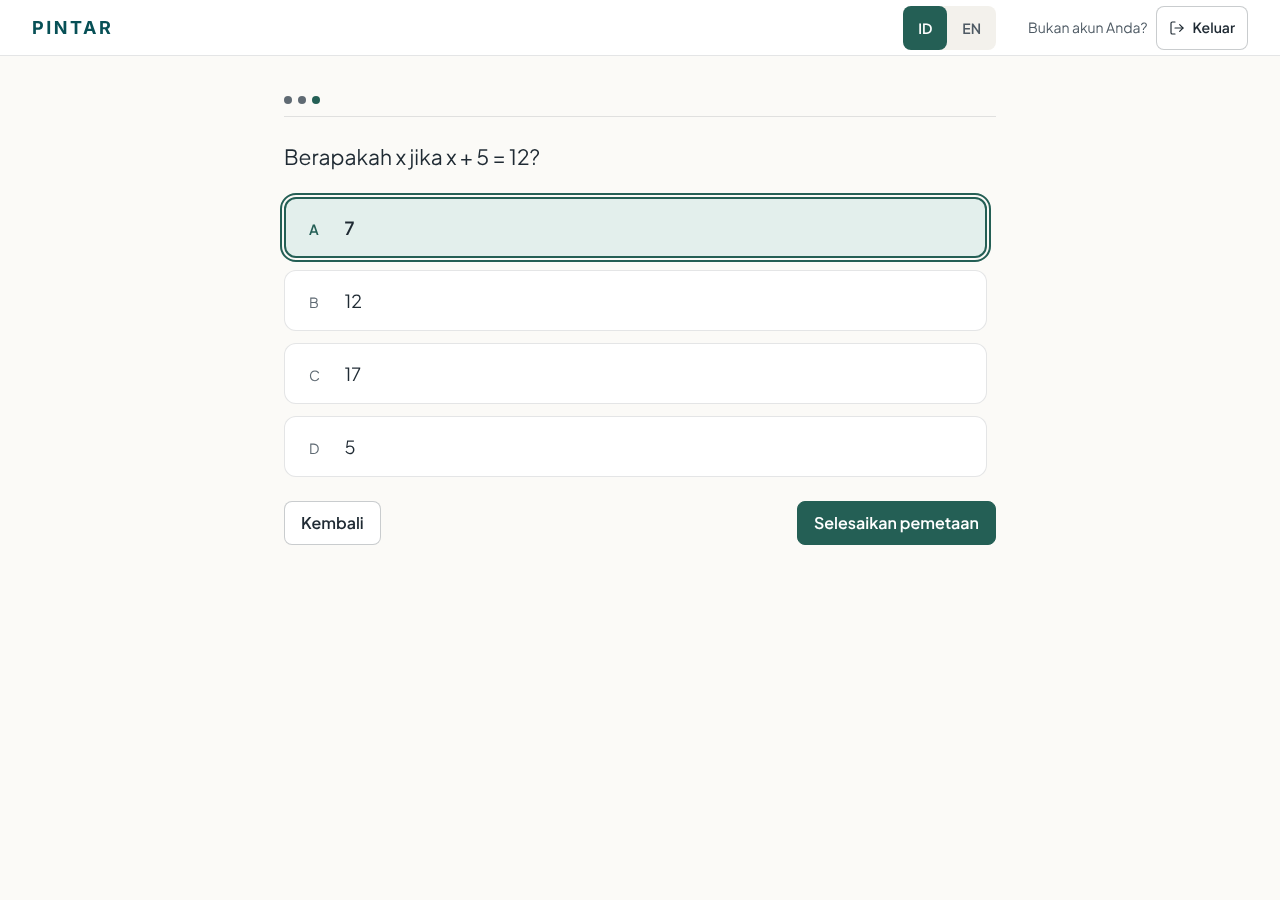 PINTAR
ID EN Bukan akun Anda? Keluar
Berapakah x jika x + 5 = 12?
A 7
B 12
C 17
D 5
Kembali Selesaikan pemetaan